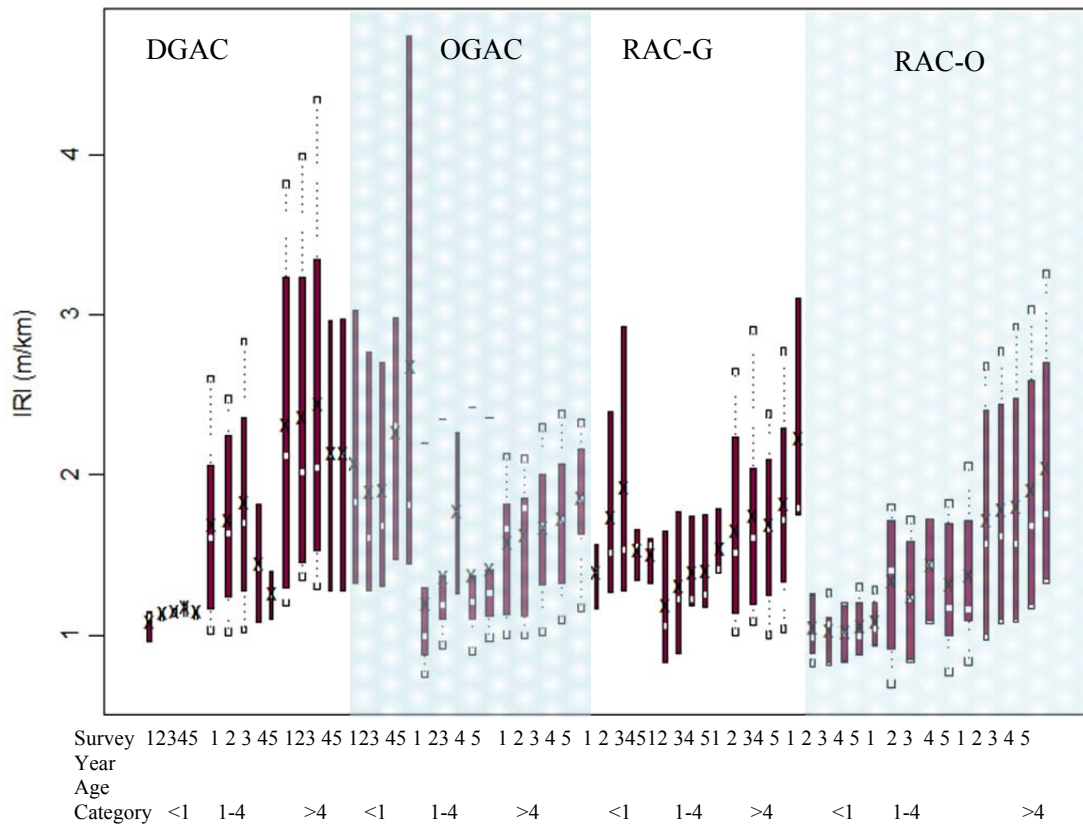 DGAC OGAC RAC-G RAC-O
4
3
2
1
IRI (m/km)
Survey 12345 1 2 3 45 123 45 123 45 1 23 4 5 1 2 3 4 5 1 2 3 4512 34 51 2 34 5 1 2 3 4 5 1 1 2 3 4 5 1 2 3 4 5
Year
Age
Category <1 1-4 >4 <1 1-4 >4 <1 1-4 >4 <1 1-4 >4